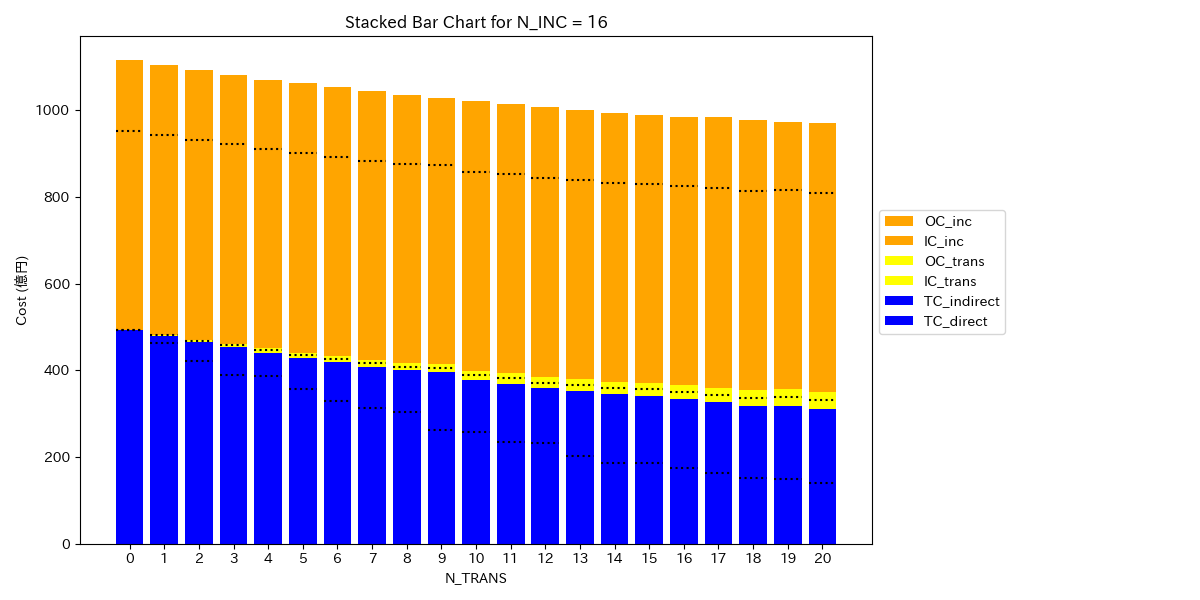 Stacked Bar Chart for N_INC = 16
Cost (億円)
1000
800
600
400
200
0
0 1 2 3 4 5 6 7 8 9 10 11 12 13 14 15 16 17 18 19 20
N_TRANS
OC_inc
IC_inc
OC_trans
IC_trans
TC_indirect
TC_direct